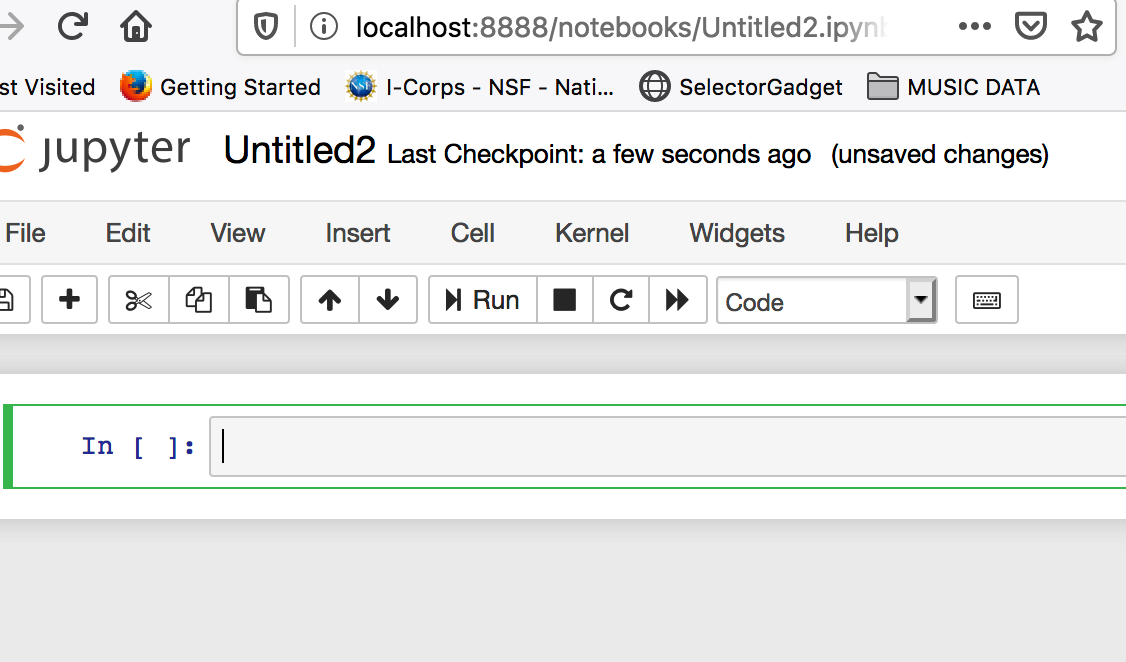 localhost:8888/notebooks/Untitled2.ipynb
st Visited Getting Started I-Corps - NSF - Nati... SelectorGadget MUSIC DATA
jupyter Untitled2 Last Checkpoint: a few seconds ago (unsaved changes)
File Edit View Insert Cell Kernel Widgets Help
Run Code
In [ ]: